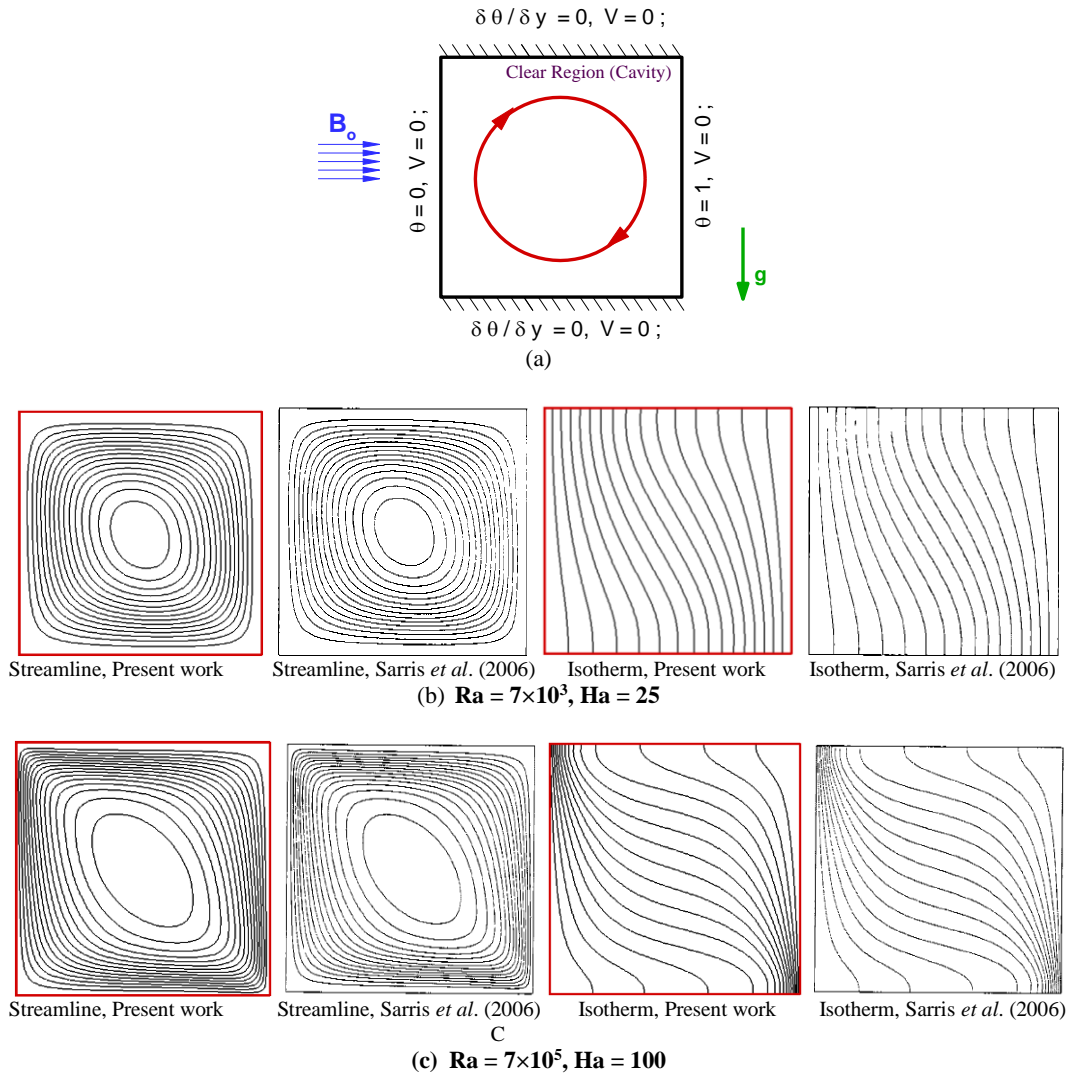 δ θ / δ y = 0, V = 0 ;
Clear Region (Cavity)
Bo
θ = 0, V = 0 ;
θ = 1, V = 0 ;
g
δ θ / δ y = 0, V = 0 ;
(a)
Streamline, Present work
Streamline, Sarris et al. (2006)
Isotherm, Present work
Isotherm, Sarris et al. (2006)
(b) Ra = 7×10³, Ha = 25
Streamline, Present work
Streamline, Sarris et al. (2006)
Isotherm, Present work
Isotherm, Sarris et al. (2006)
C
(c) Ra = 7×10⁵, Ha = 100